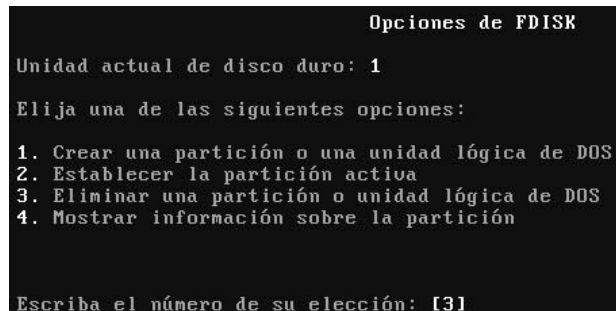 Opciones de FDISK
Unidad actual de disco duro: 1
Elija una de las siguientes opciones:
1. Crear una partición o una unidad lógica de DOS
2. Establecer la partición activa
3. Eliminar una partición o unidad lógica de DOS
4. Mostrar información sobre la partición
Escriba el número de su elección: [3]